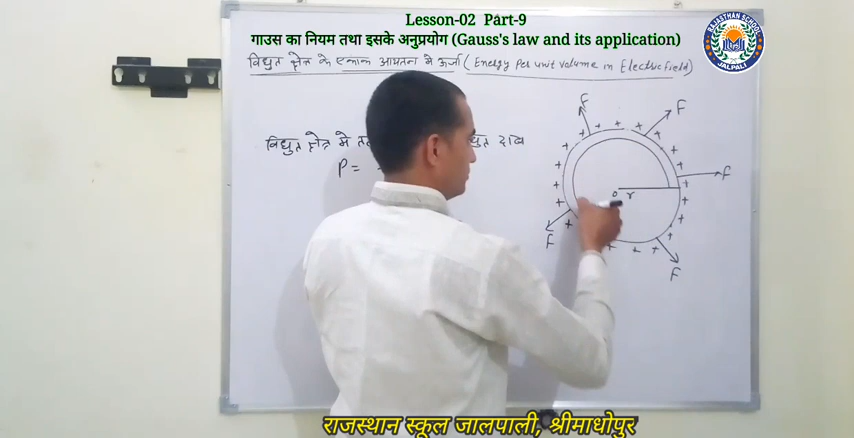 Lesson-02 Part-9
गाउस का नियम तथा इसके अनुप्रयोग (Gauss's law and its application)
RAJASTHAN SCHOOL
JALPALI
विद्युत क्षेत्र के एकांक आयतन मे ऊर्जा (Energy Per unit volume in Electric field)
विद्युत क्षेत्र मे
दाब
P =
F
F
F
F
F
+ + + + + + + + + + + + + + + + + + + +
o r
राजस्थान स्कूल जालपाली, श्रीमाधोपुर